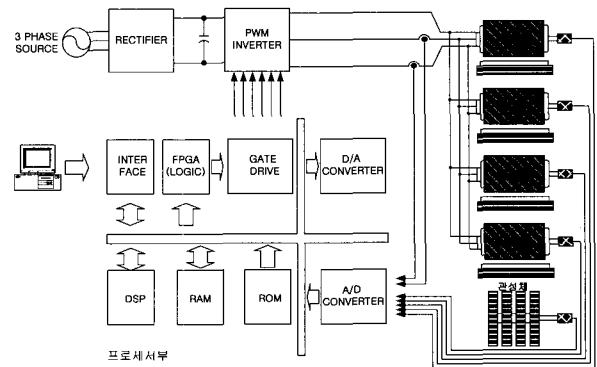 3 PHASE
SOURCE
RECTIFIER
PWM
INVERTER
INTER
FACE
FPGA
(LOGIC)
GATE
DRIVE
D/A
CONVERTER
DSP
RAM
ROM
A/D
CONVERTER
관성체
프로세서부